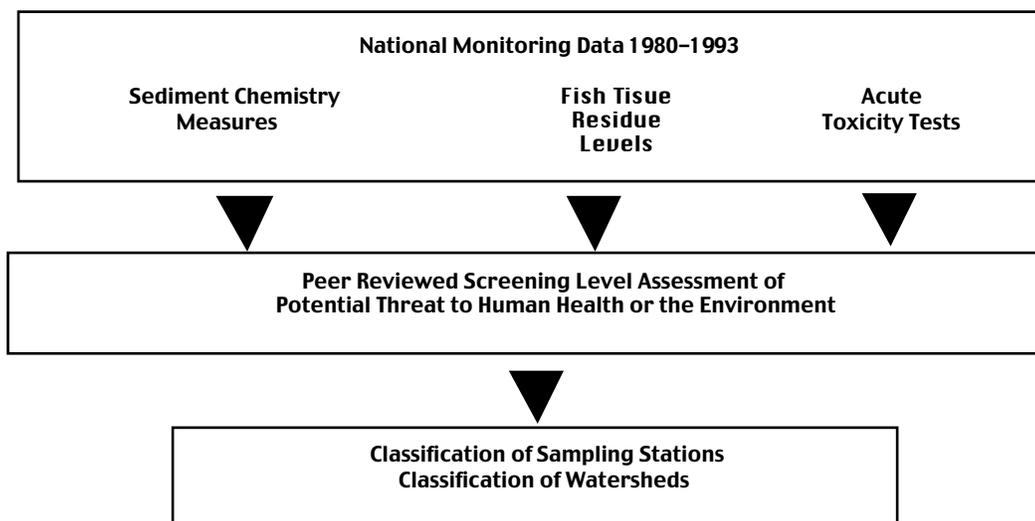 National Monitoring Data 1980–1993
Sediment Chemistry
Measures
Fish Tisue
Residue
Levels
Acute
Toxicity Tests
Peer Reviewed Screening Level Assessment of
Potential Threat to Human Health or the Environment
Classification of Sampling Stations
Classification of Watersheds